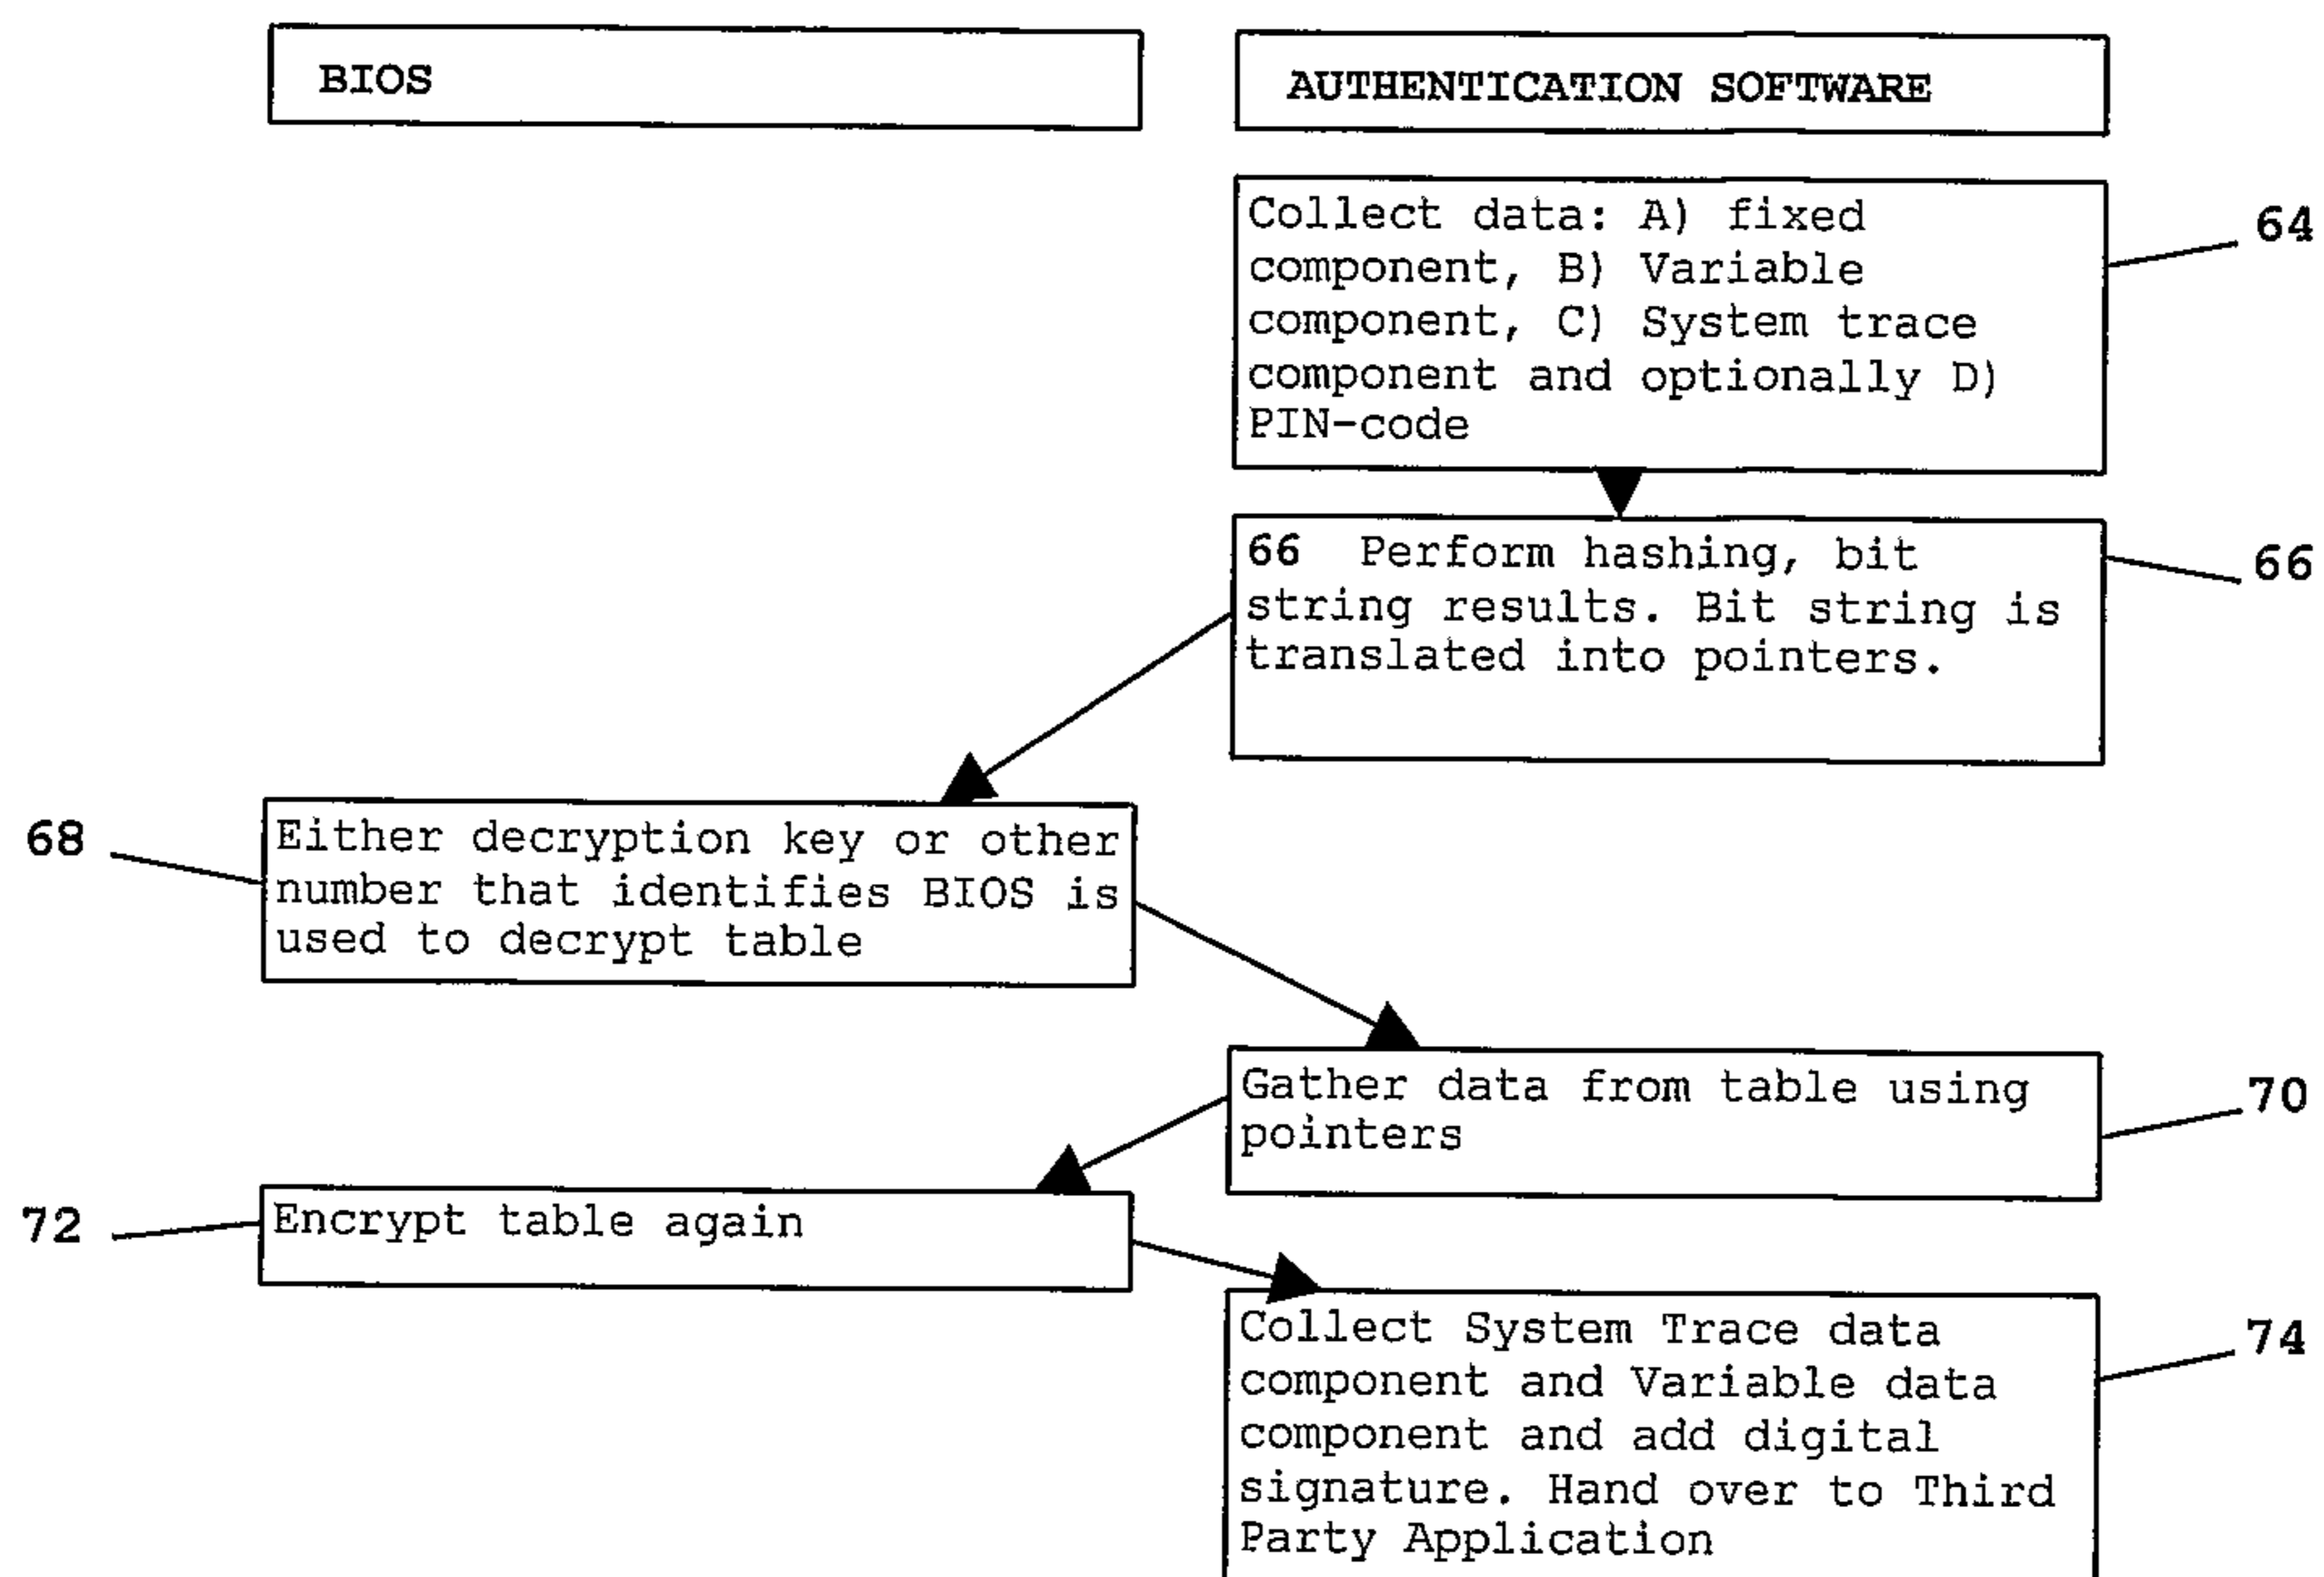 BIOS
AUTHENTICATION SOFTWARE
Collect data: A) fixed
component, B) Variable
component, C) System trace
component and optionally D)
PIN-code
64
66 Perform hashing, bit
string results. Bit string is
translated into pointers.
66
68
Either decryption key or other
number that identifies BIOS is
used to decrypt table
Gather data from table using
pointers
70
72
Encrypt table again
Collect System Trace data
component and Variable data
component and add digital
signature. Hand over to Third
Party Application
74